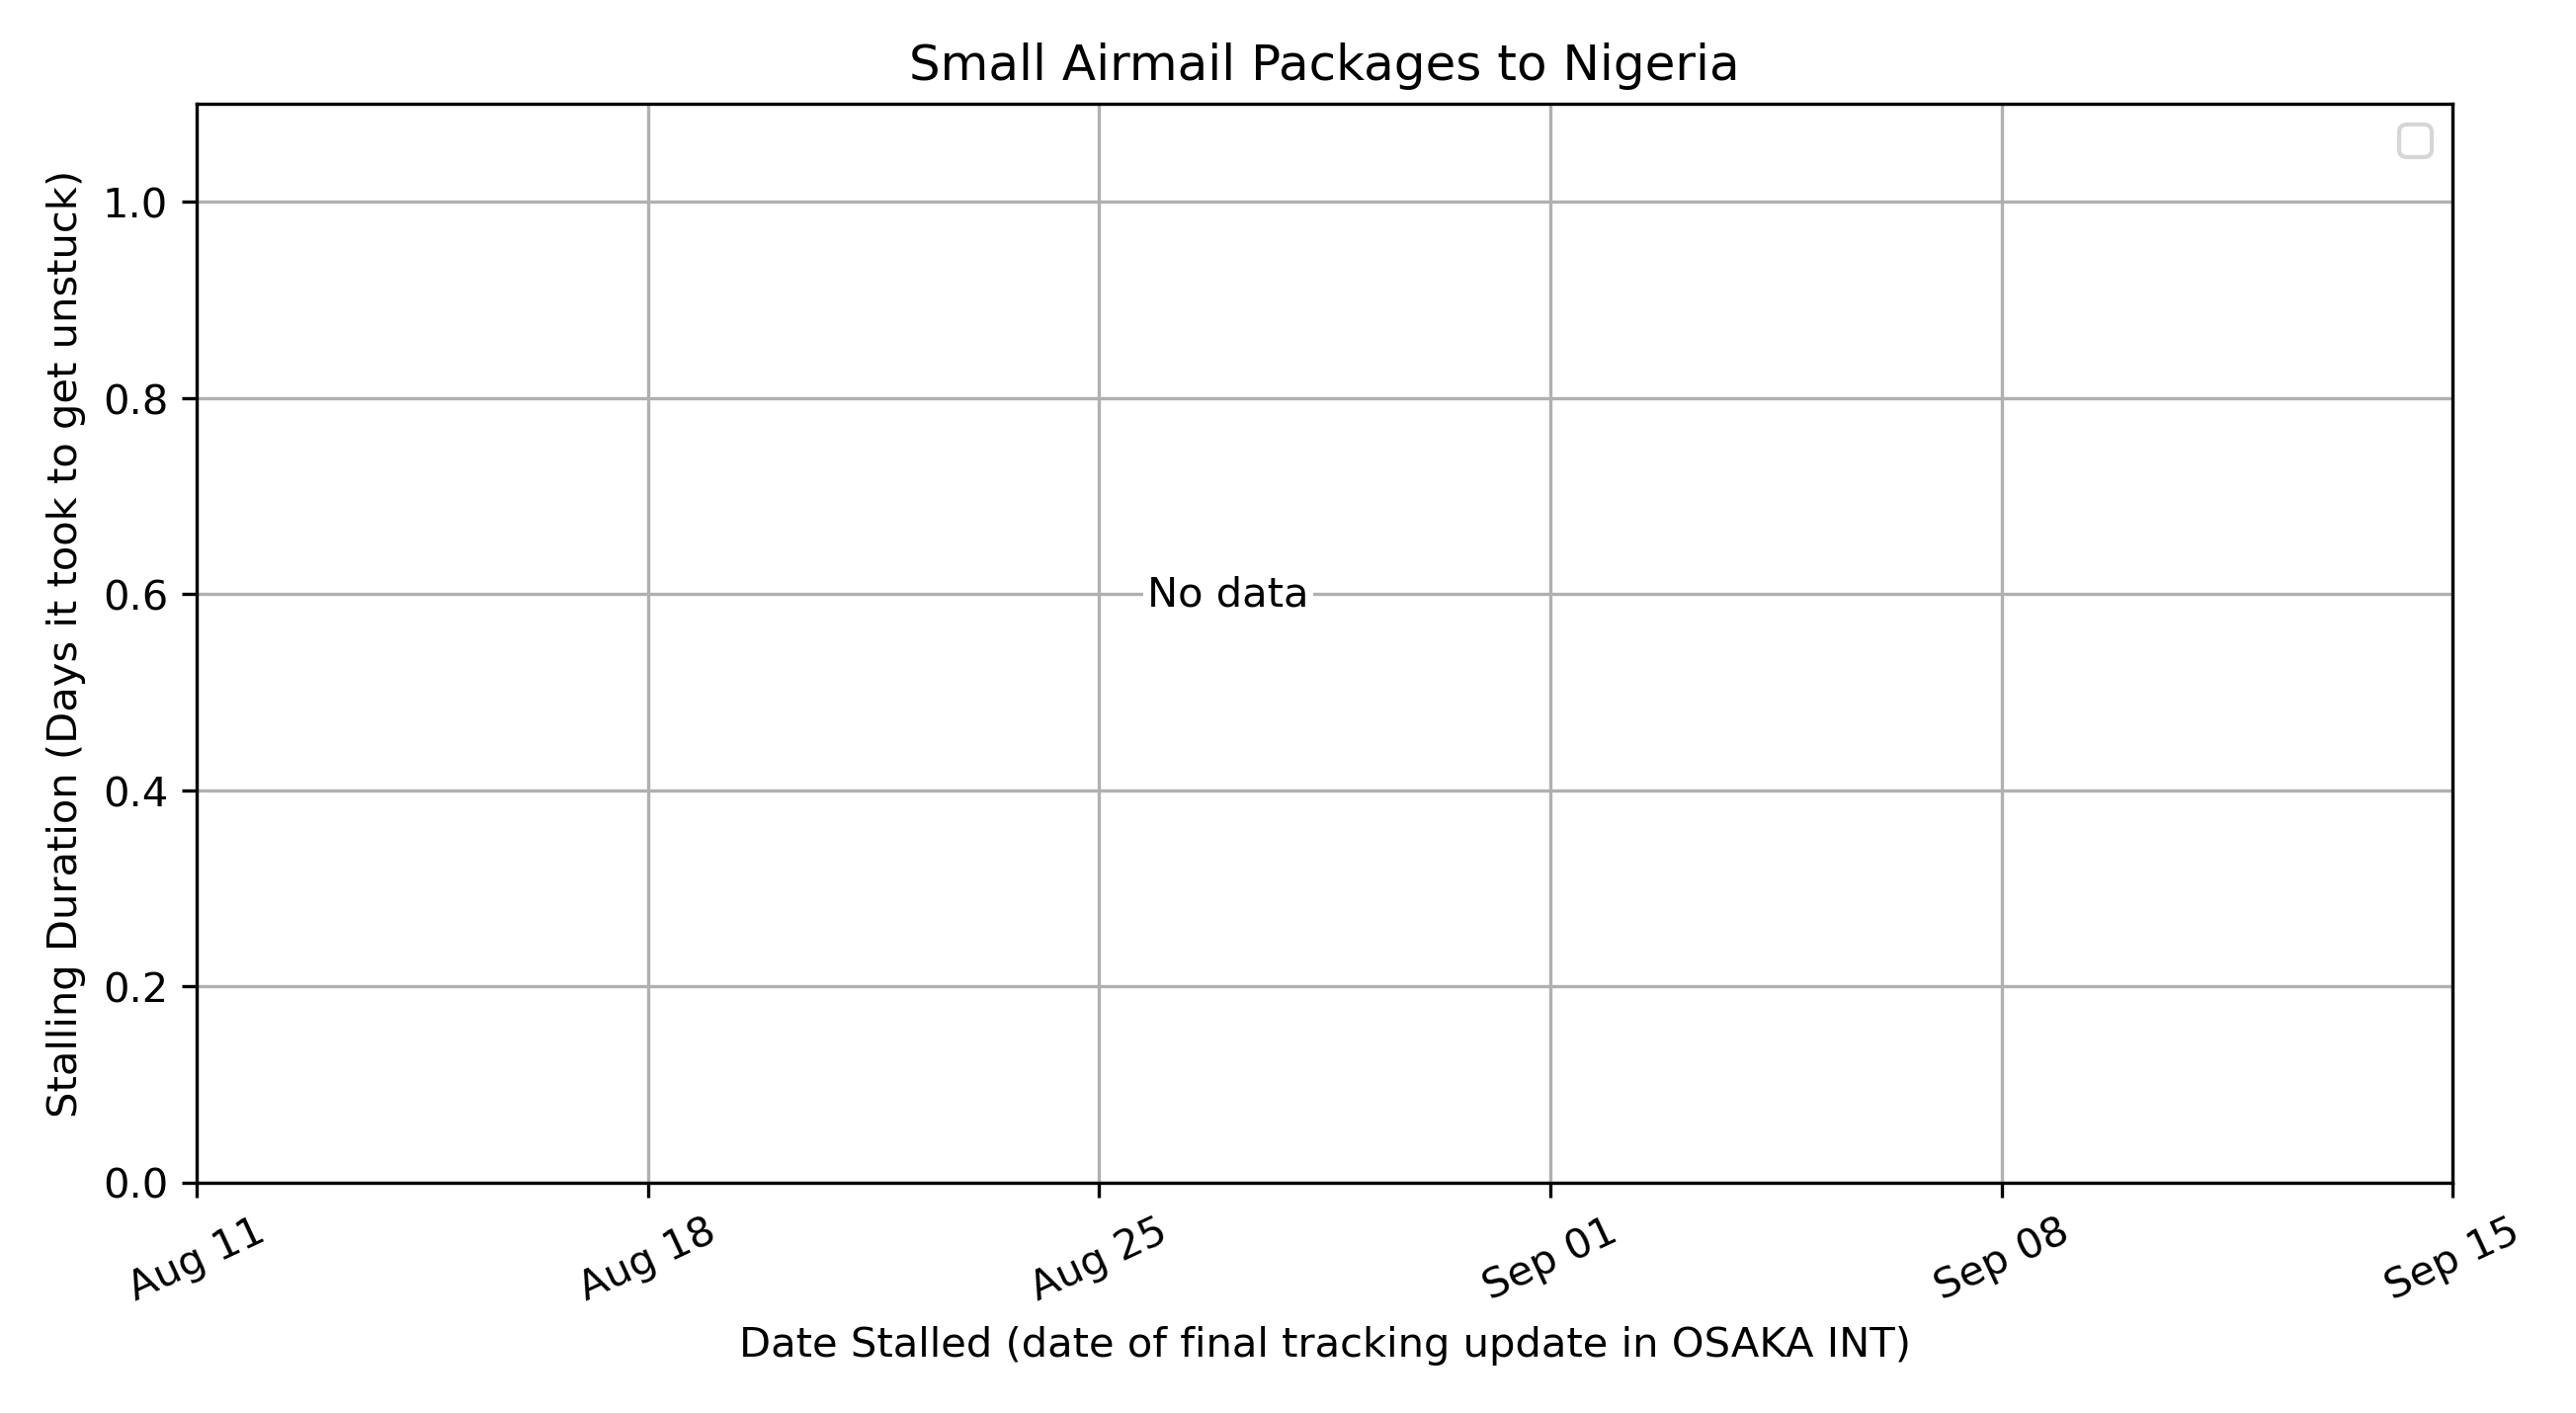 Small Airmail Packages to Nigeria
Stalling Duration (Days it took to get unstuck)
1.0
0.8
0.6
0.4
0.2
0.0
No data
Aug 11
Aug 18
Aug 25
Sep 01
Sep 08
Sep 15
Date Stalled (date of final tracking update in OSAKA INT)